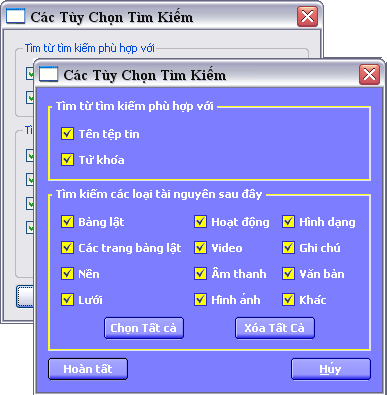 Các Tùy Chọn Tìm Kiếm
Tìm từ tìm kiếm phù hợp với
Các Tùy Chọn Tìm Kiếm
Tìm từ tìm kiếm phù hợp với
Tên tệp tin
Từ khóa
Tìm kiếm các loại tài nguyên sau đây
Bảng lật Hoạt động Hình dạng
Các trang bảng lật Video Ghi chú
Nền Âm thanh Văn bản
Lưới Hình ảnh Khác
Chọn Tất cả Xóa Tất Cả
Hoàn tất Hủy